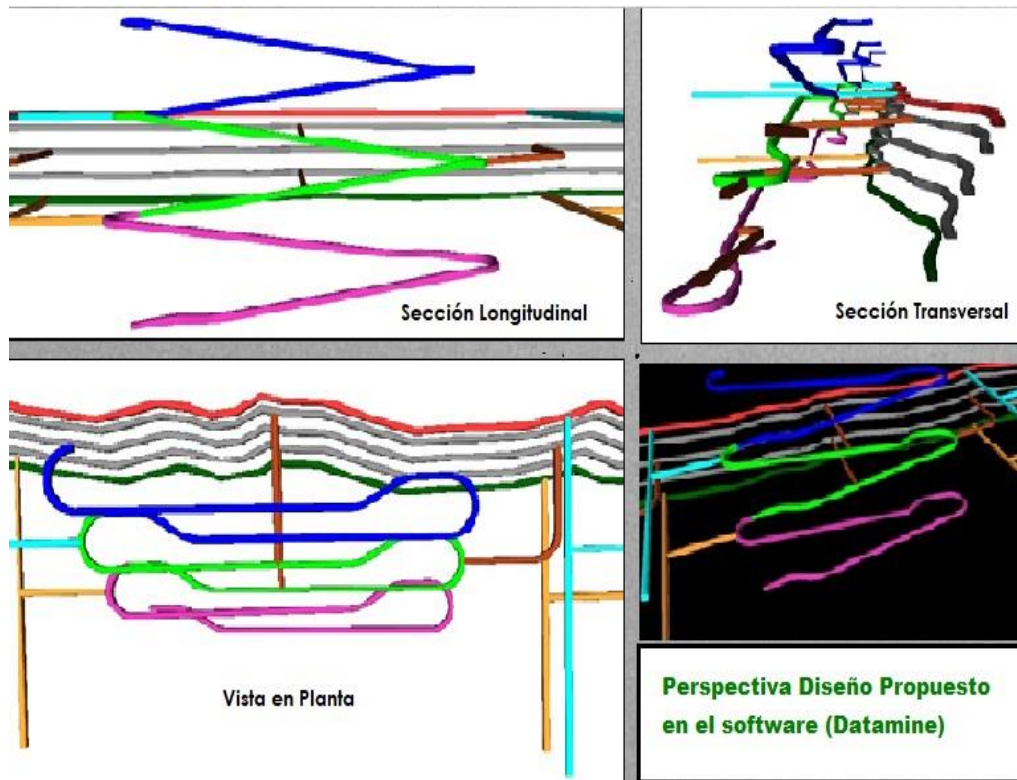 Sección Longitudinal
Sección Transversal
Vista en Planta
Perspectiva Diseño Propuesto
en el software (Datamine)